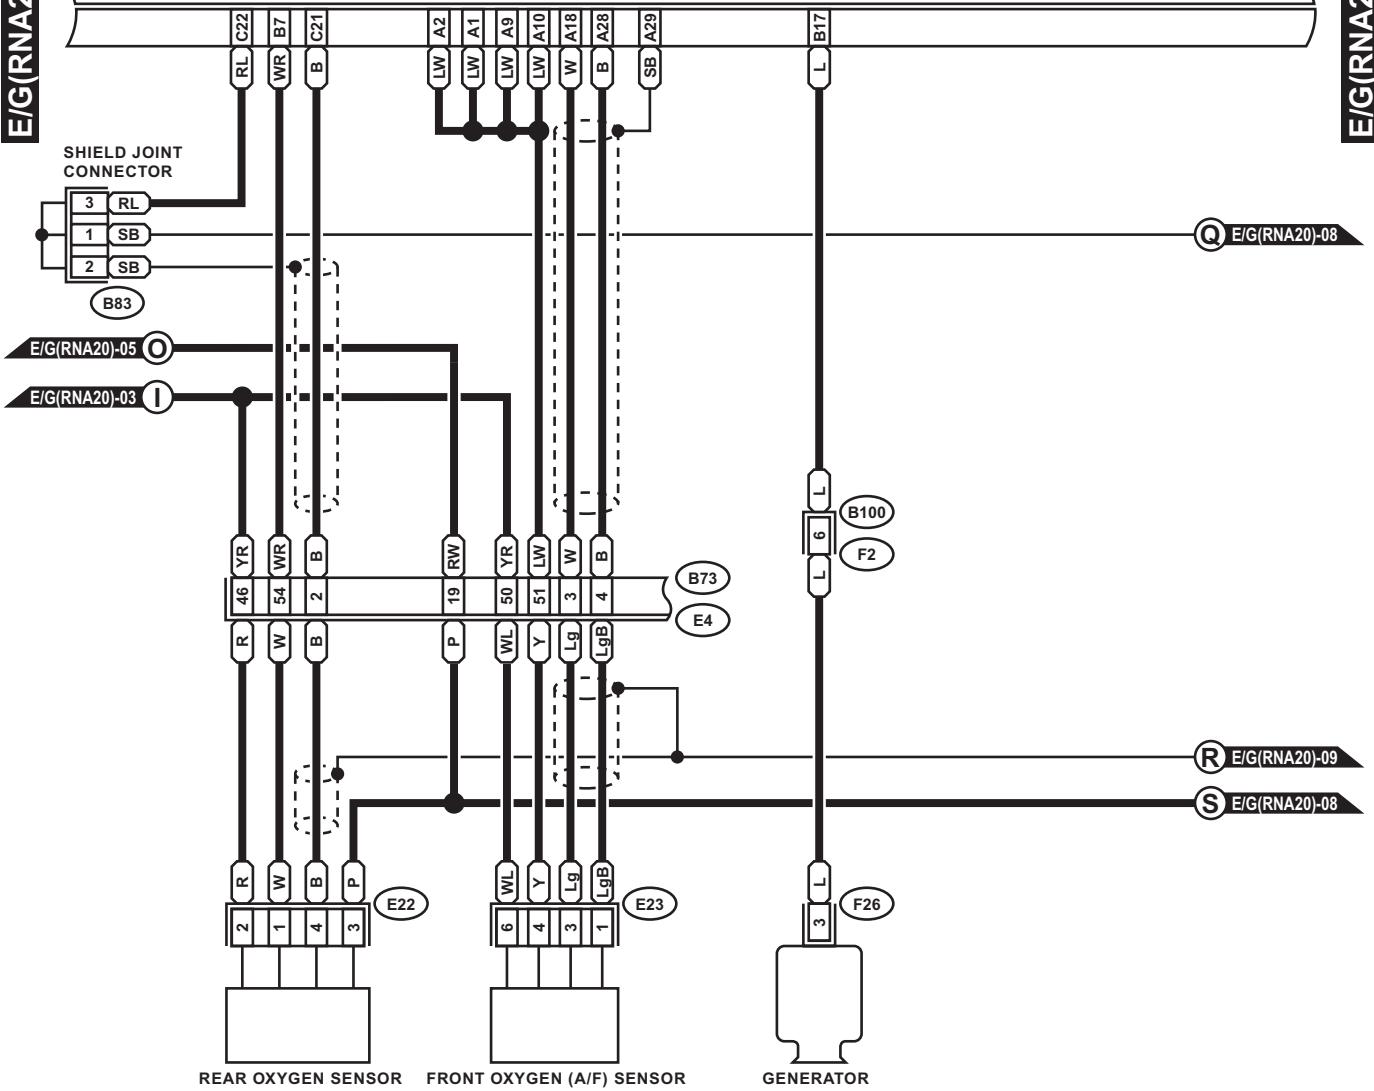 E/G(RNA2
E/G(RNA2
C22 B7 C21 A2 A1 A9 A10 A18 A28 A29 B17
RL WR B LW LW LW LW W B SB L
SHIELD JOINT
CONNECTOR
3 RL
1 SB
Q E/G(RNA20)-08
2 SB
B83
E/G(RNA20)-05 O
E/G(RNA20)-03 I
L
B100
6
F2
L
YR WR B RW YR LW W B
B73
46 54 2 19 50 51 3 4
E4
R W B P WL Y Lg LgB
R E/G(RNA20)-09
S E/G(RNA20)-08
R W B P WL Y Lg LgB L
E22 E23 F26
2 1 4 3 6 4 3 1 3
REAR OXYGEN SENSOR FRONT OXYGEN (A/F) SENSOR GENERATOR